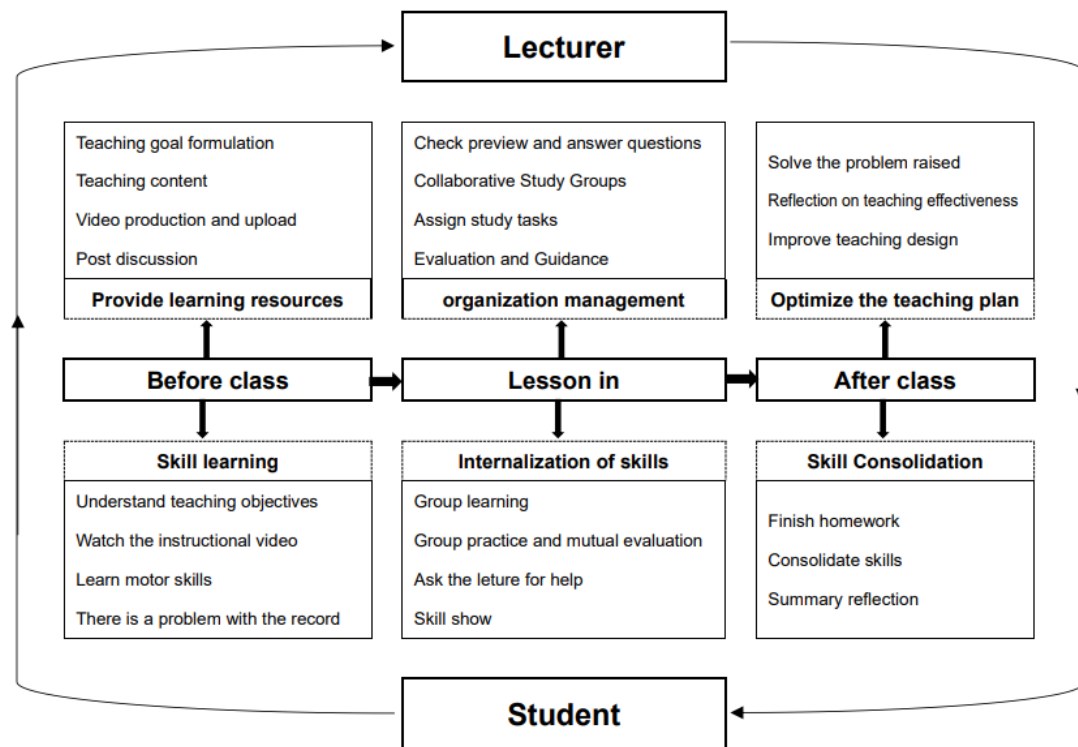 Lecturer
Teaching goal formulation
Teaching content
Video production and upload
Post discussion
Provide learning resources
Check preview and answer questions
Collaborative Study Groups
Assign study tasks
Evaluation and Guidance
organization management
Solve the problem raised
Reflection on teaching effectiveness
Improve teaching design
Optimize the teaching plan
Before class
Lesson in
After class
Skill learning
Understand teaching objectives
Watch the instructional video
Learn motor skills
There is a problem with the record
Internalization of skills
Group learning
Group practice and mutual evaluation
Ask the leture for help
Skill show
Skill Consolidation
Finish homework
Consolidate skills
Summary reflection
Student